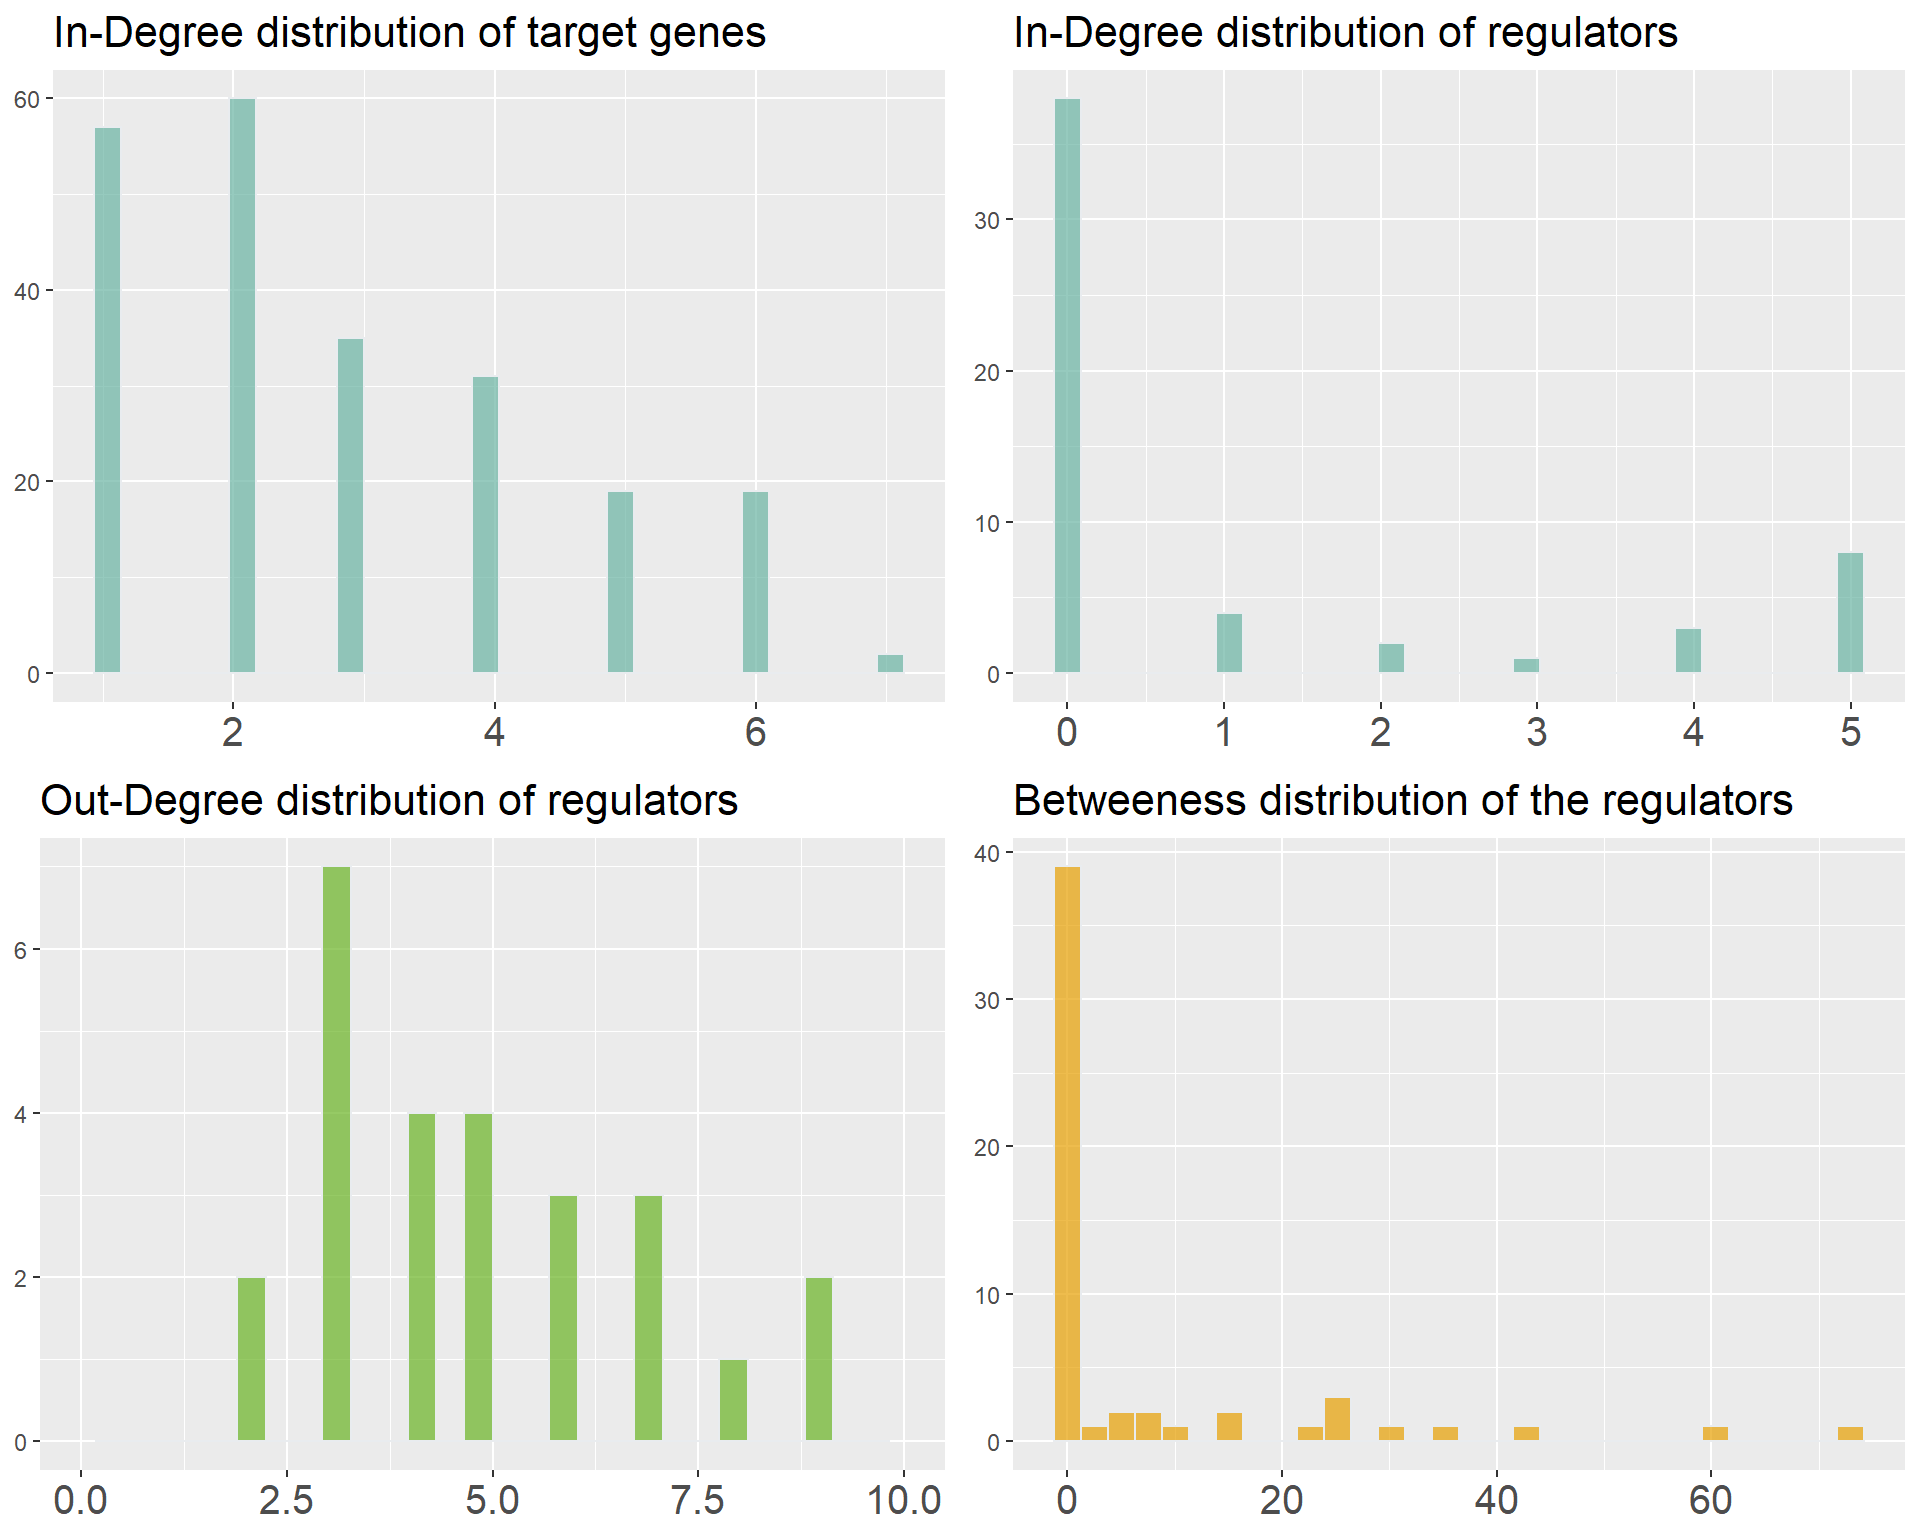 In-Degree distribution of target genes
60
40
20
0
2 4 6
In-Degree distribution of regulators
30
20
10
0
0 1 2 3 4 5
Out-Degree distribution of regulators
6
4
2
0
0.0 2.5 5.0 7.5 10.0
Betweeness distribution of the regulators
40
30
20
10
0
0 20 40 60